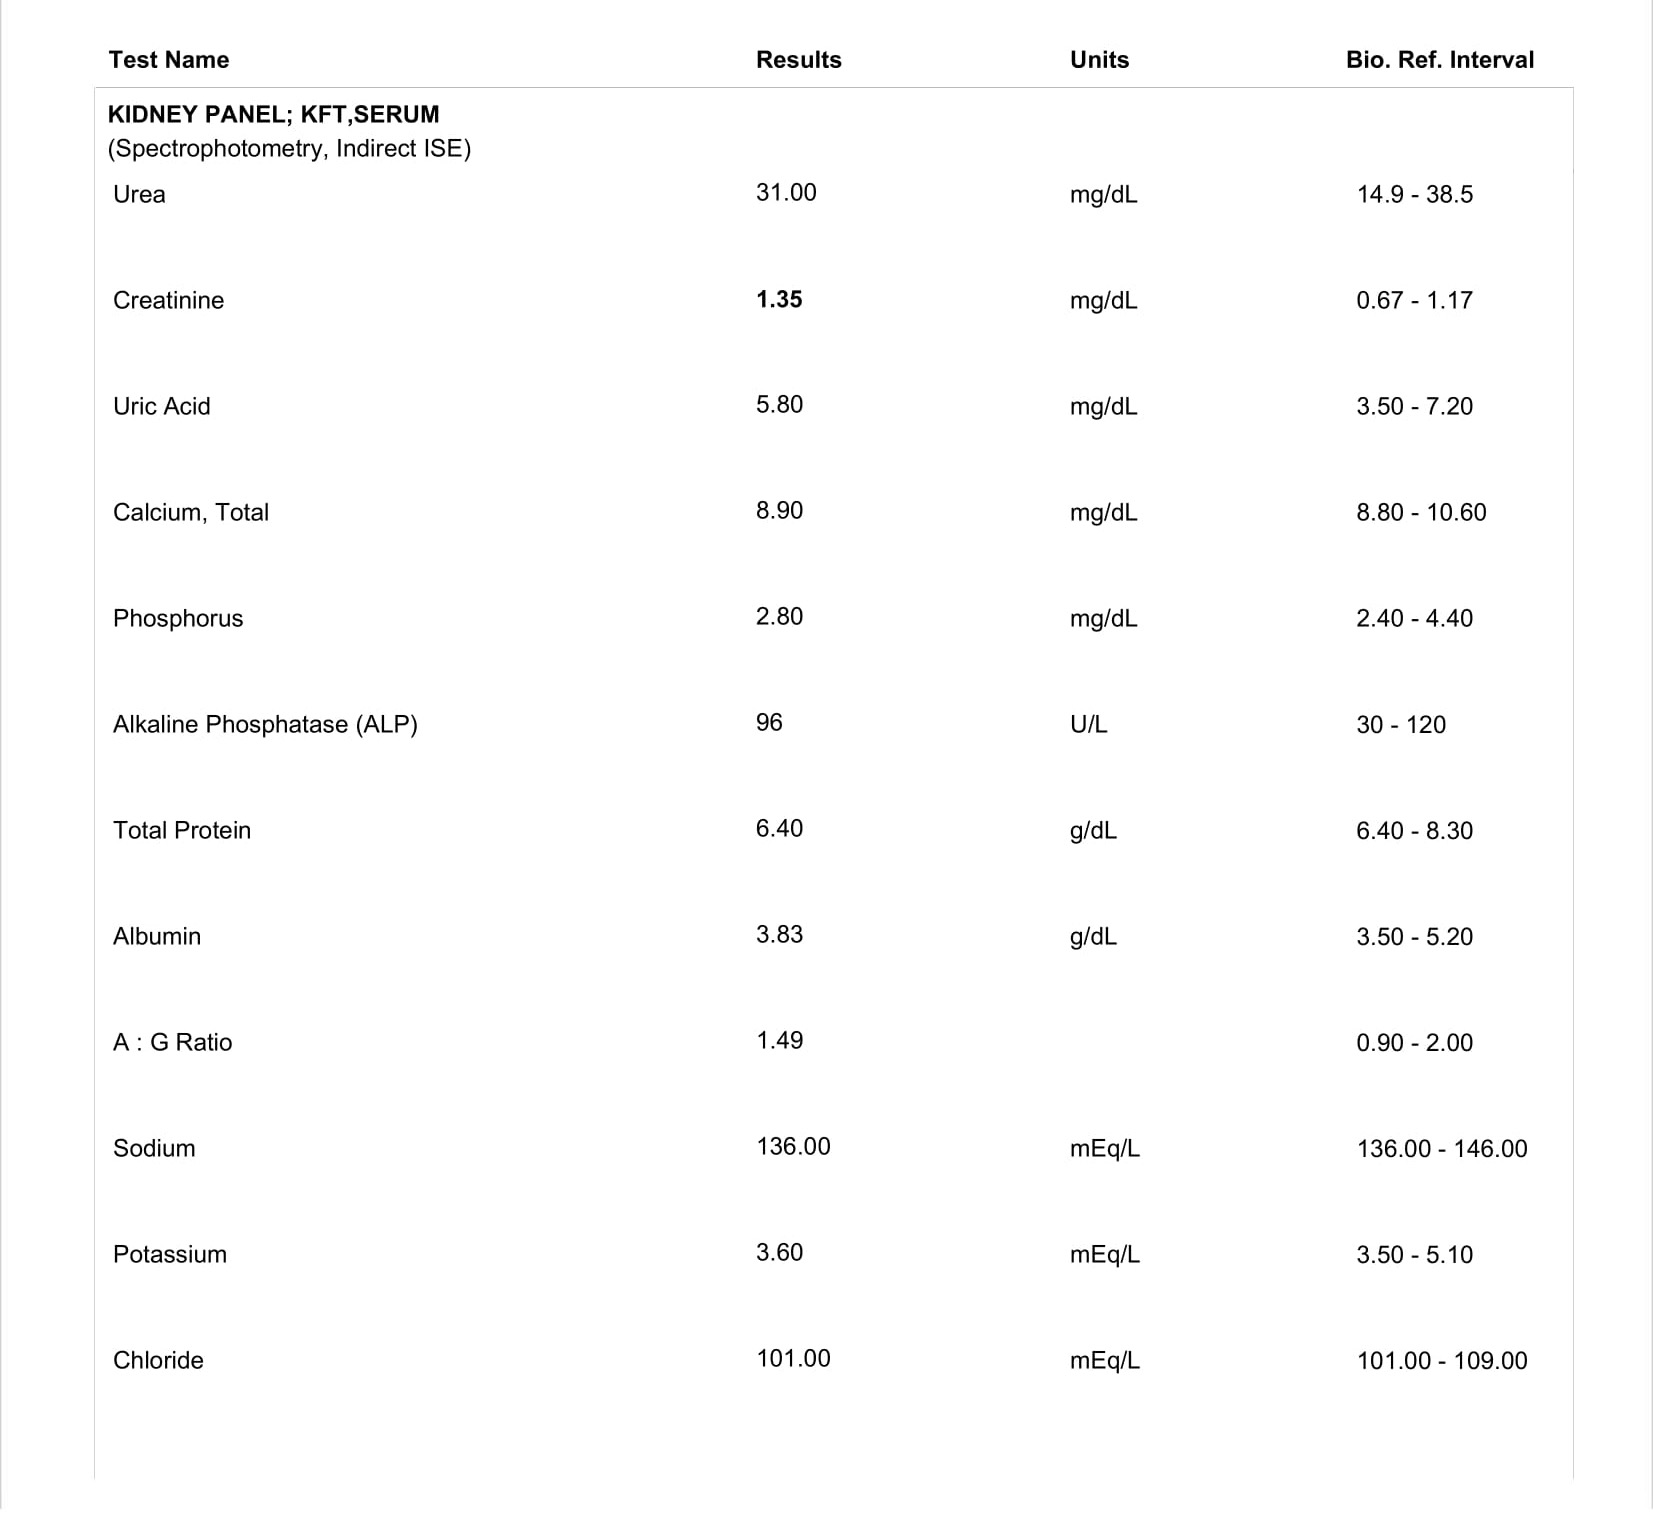 Test Name Results Units Bio. Ref. Interval
KIDNEY PANEL; KFT,SERUM
(Spectrophotometry, Indirect ISE)
Urea 31.00 mg/dL 14.9 - 38.5
Creatinine 1.35 mg/dL 0.67 - 1.17
Uric Acid 5.80 mg/dL 3.50 - 7.20
Calcium, Total 8.90 mg/dL 8.80 - 10.60
Phosphorus 2.80 mg/dL 2.40 - 4.40
Alkaline Phosphatase (ALP) 96 U/L 30 - 120
Total Protein 6.40 g/dL 6.40 - 8.30
Albumin 3.83 g/dL 3.50 - 5.20
A : G Ratio 1.49 0.90 - 2.00
Sodium 136.00 mEq/L 136.00 - 146.00
Potassium 3.60 mEq/L 3.50 - 5.10
Chloride 101.00 mEq/L 101.00 - 109.00